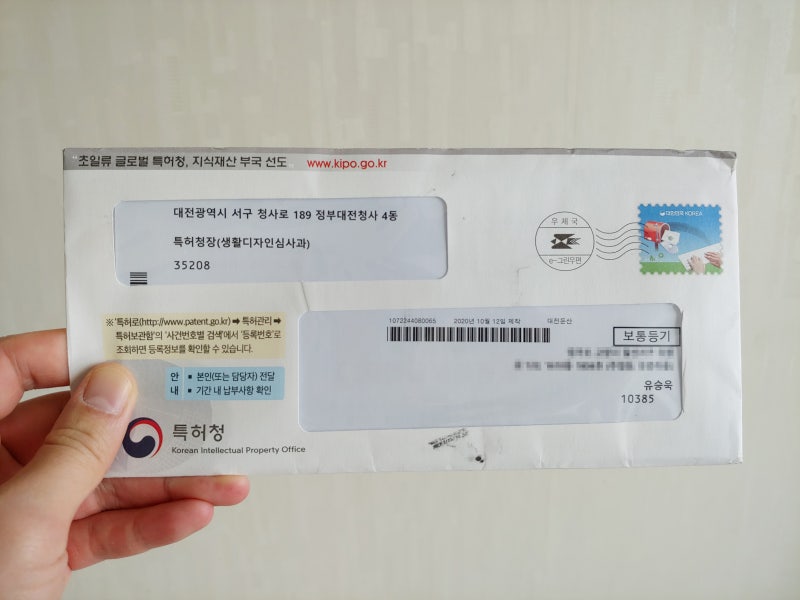 초일류 글로벌 특허청, 지식재산 부국 선도 www.kipo.go.kr
대전광역시 서구 청사로 189 정부대전청사 4동
특허청장(생활디자인심사과)
35208
우체국
e-그린우편
대한민국 KOREA
※ '특허로(http://www.patent.go.kr) ➡ 특허관리 ➡
특허보관함'의 '사건번호별 검색'에서 '등록번호'로
조회하면 등록정보를 확인할 수 있습니다.
안내
▪ 본인(또는 담당자) 전달
▪ 기간 내 납부사항 확인
특허청
Korean Intellectual Property Office
1072244080065 2020년 10월 12일 제작 대전둔산
보통등기
유승욱
10385